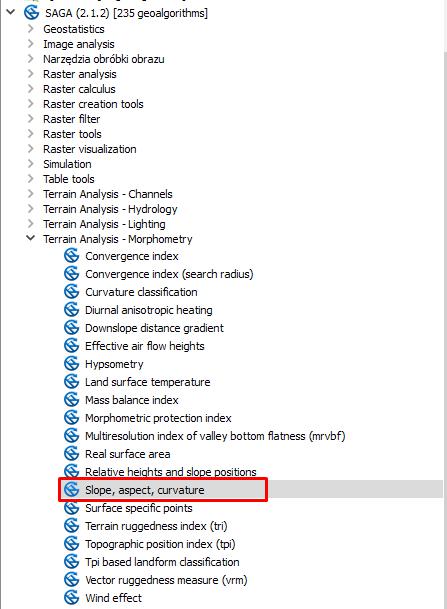 SAGA (2.1.2) [235 geoalgorithms]
Geostatistics
Image analysis
Narzędzia obróbki obrazu
Raster analysis
Raster calculus
Raster creation tools
Raster filter
Raster tools
Raster visualization
Simulation
Table tools
Terrain Analysis - Channels
Terrain Analysis - Hydrology
Terrain Analysis - Lighting
Terrain Analysis - Morphometry
Convergence index
Convergence index (search radius)
Curvature classification
Diurnal anisotropic heating
Downslope distance gradient
Effective air flow heights
Hypsometry
Land surface temperature
Mass balance index
Morphometric protection index
Multiresolution index of valley bottom flatness (mrvbf)
Real surface area
Relative heights and slope positions
Slope, aspect, curvature
Surface specific points
Terrain ruggedness index (tri)
Topographic position index (tpi)
Tpi based landform classification
Vector ruggedness measure (vrm)
Wind effect